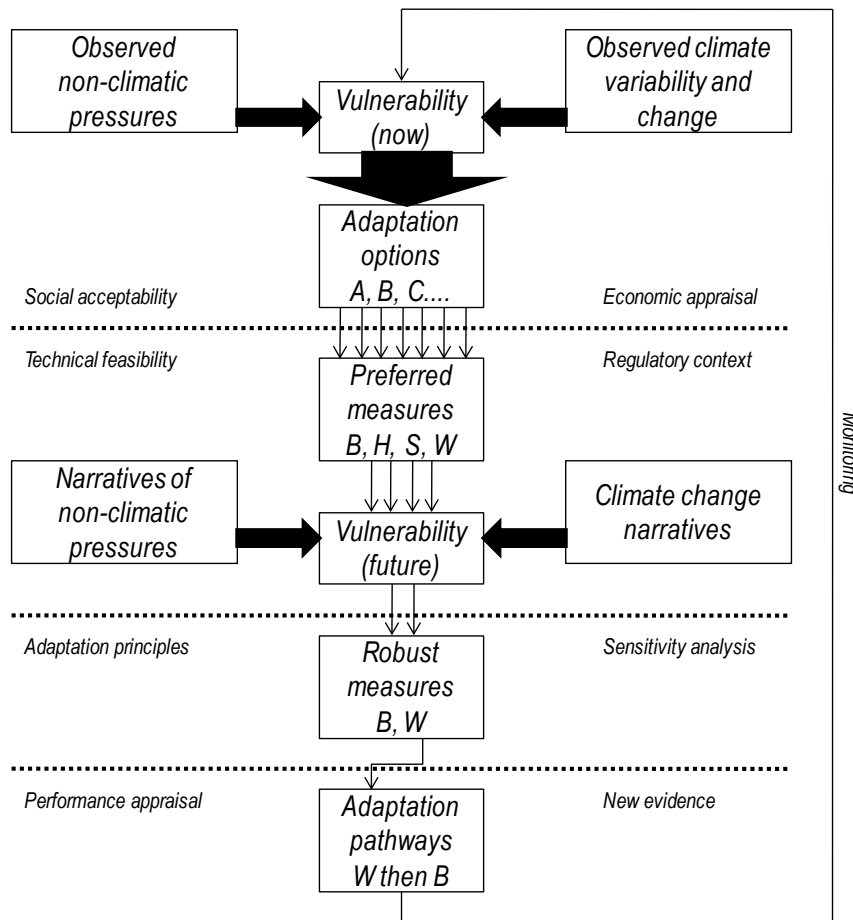 Observed
non-climatic
pressures
Vulnerability
(now)
Observed climate
variability and
change
Adaptation
options
A, B, C....
Social acceptability
Economic appraisal
Technical feasibility
Regulatory context
Preferred
measures
B, H, S, W
Monitoring
Narratives of
non-climatic
pressures
Vulnerability
(future)
Climate change
narratives
Adaptation principles
Sensitivity analysis
Robust
measures
B, W
Performance appraisal
New evidence
Adaptation
pathways
W then B